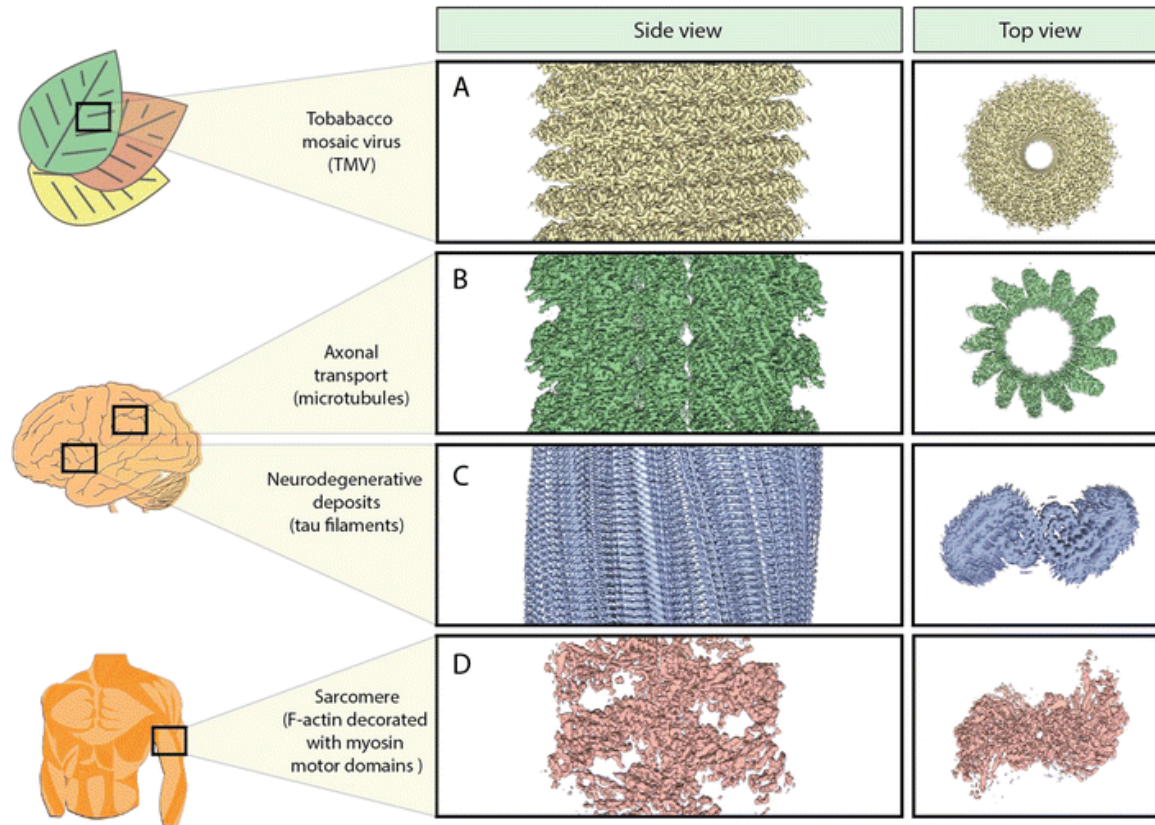 Side view
Top view
A
Tobabacco
mosaic virus
(TMV)
B
Axonal
transport
(microtubules)
C
Neurodegenerative
deposits
(tau filaments)
D
Sarcomere
(F-actin decorated
with myosin
motor domains )